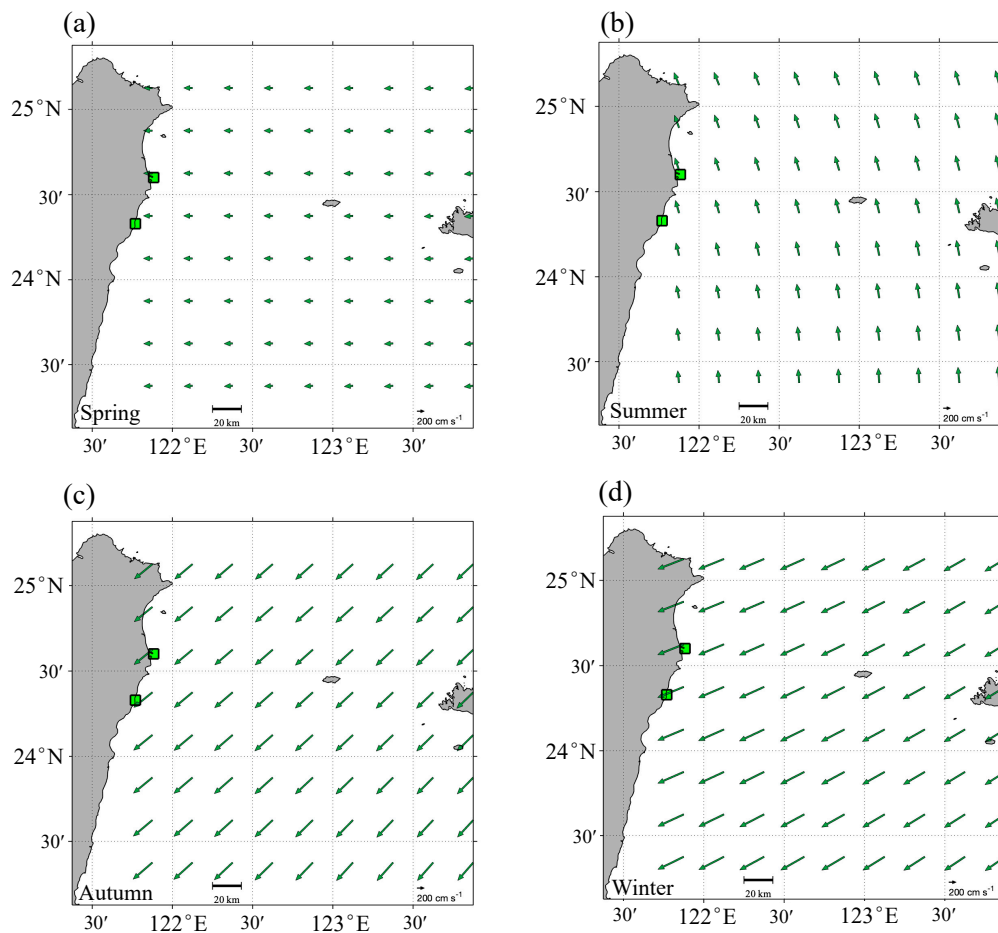 (a)
25°N
30′
24°N
30′
Spring
20 km
200 cm s⁻¹
30′
122°E
30′
123°E
30′
(b)
25°N
30′
24°N
30′
Summer
20 km
200 cm s⁻¹
30′
122°E
30′
123°E
30′
(c)
25°N
30′
24°N
30′
Autumn
20 km
200 cm s⁻¹
30′
122°E
30′
123°E
30′
(d)
25°N
30′
24°N
30′
Winter
20 km
200 cm s⁻¹
30′
122°E
30′
123°E
30′